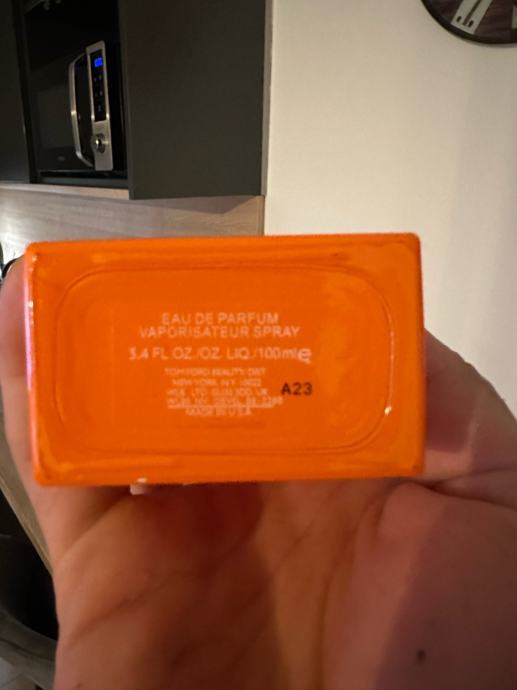 EAU DE PARFUM
VAPORISATEUR SPRAY
3.4 FL.OZ./OZ. LIQ./100ml e
TOM FORD BEAUTY, DIST
NEW YORK, N.Y. 10022
A23
MADE IN U.S.A.